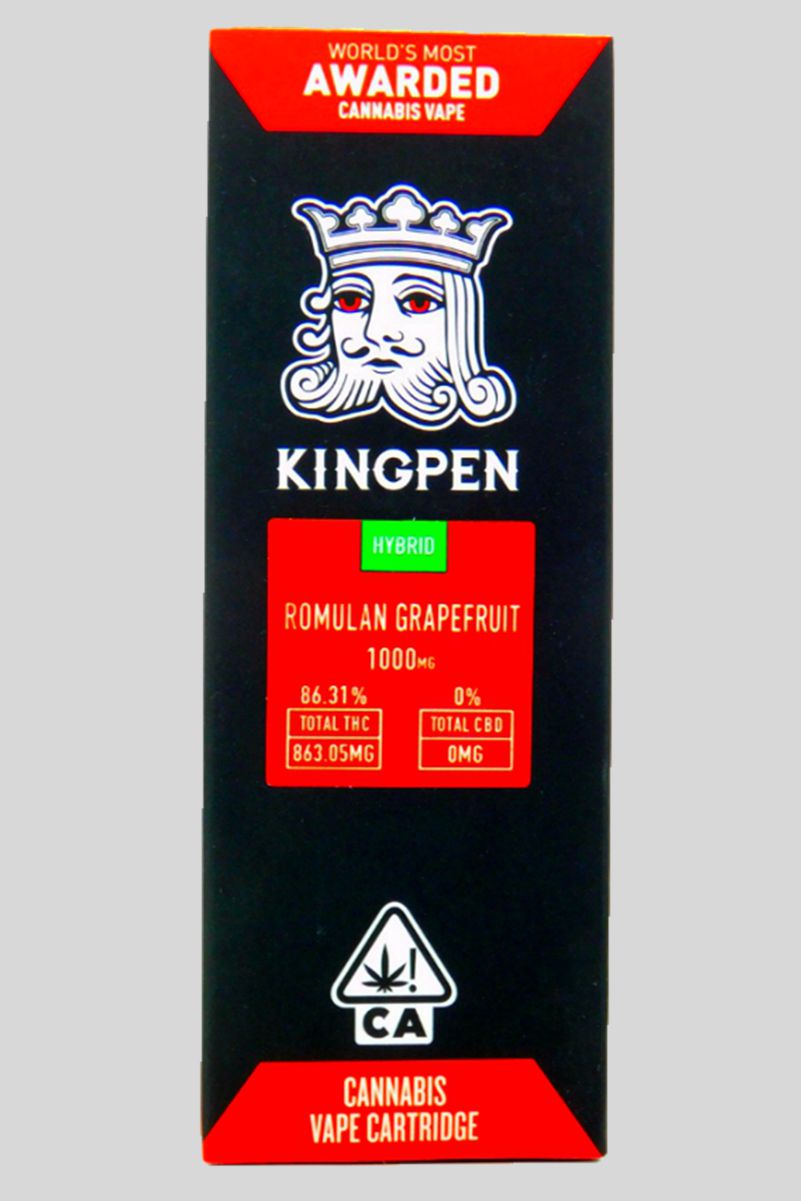 WORLD'S MOST
AWARDED
CANNABIS VAPE
KINGPEN
HYBRID
ROMULAN GRAPEFRUIT
1000MG
86.31% 0%
TOTAL THC TOTAL CBD
863.05MG 0MG
!
CA
CANNABIS
VAPE CARTRIDGE